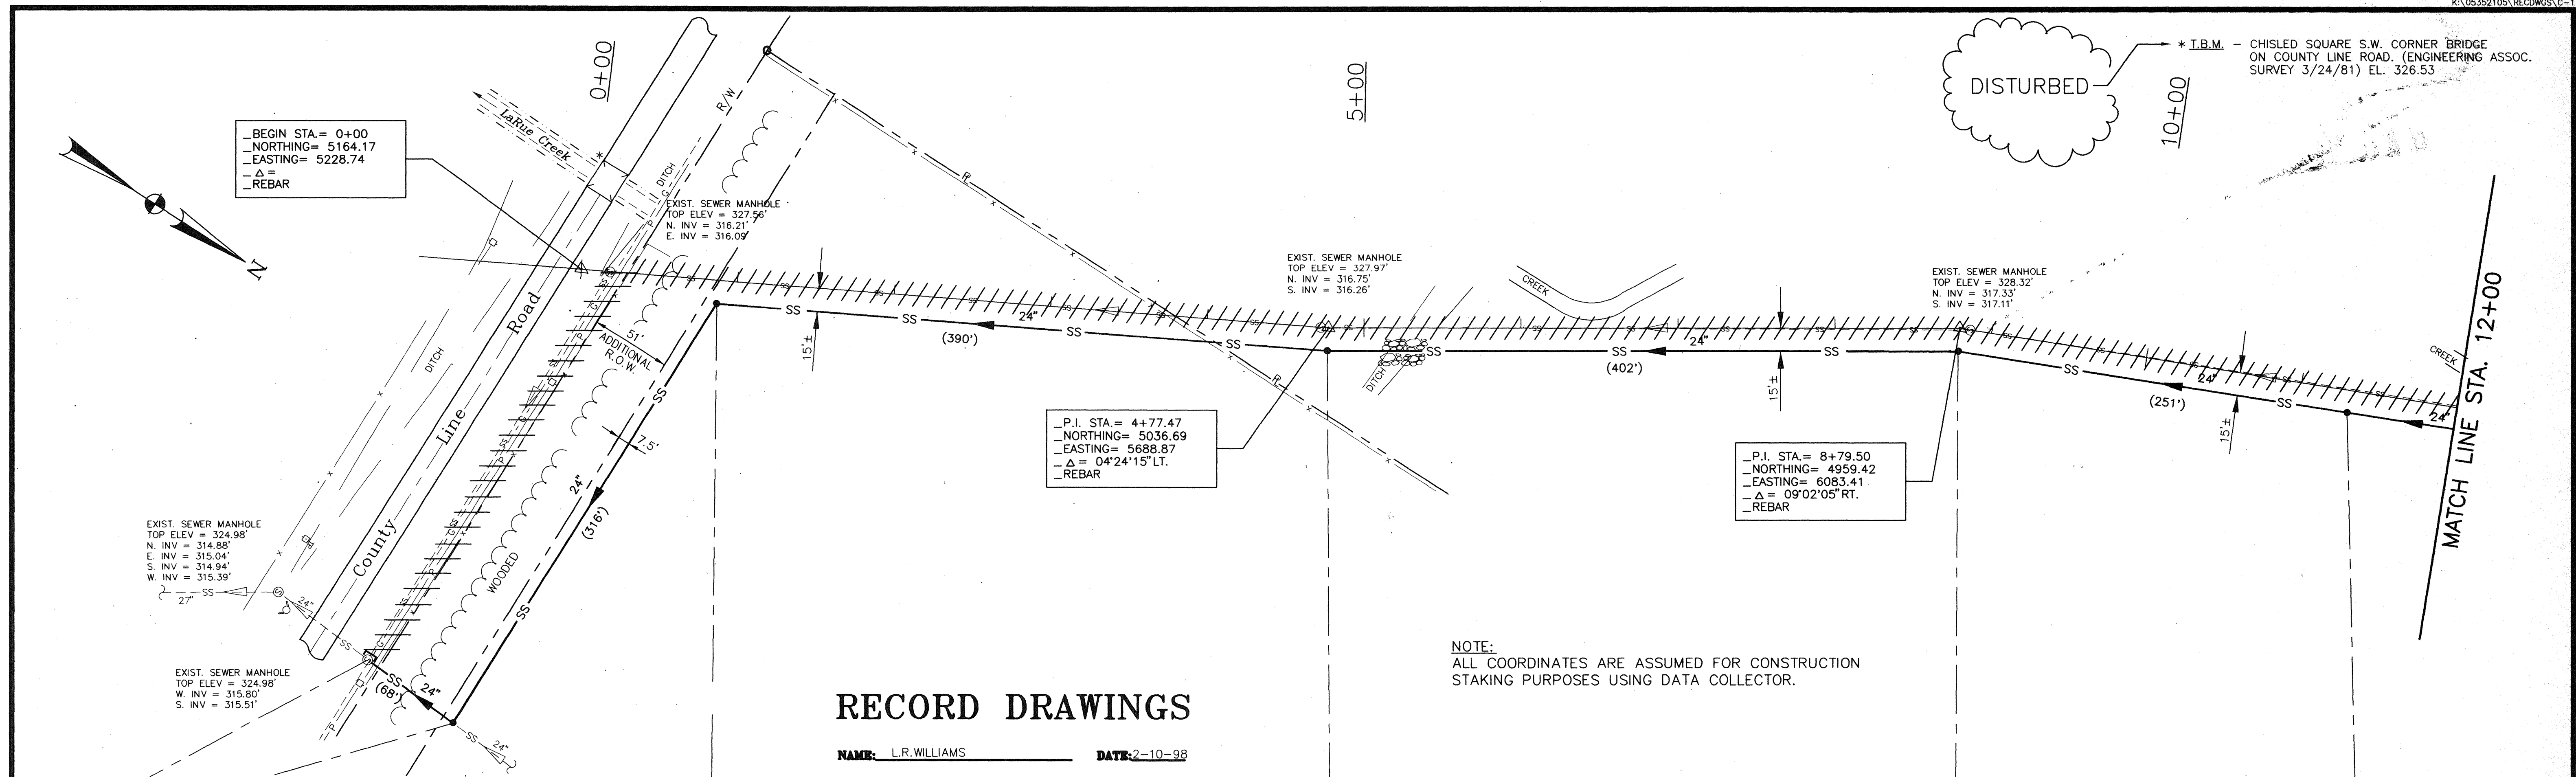 K:\05352105\RECDWGS\C-1
* T.B.M. - CHISLED SQUARE S.W. CORNER BRIDGE
ON COUNTY LINE ROAD. (ENGINEERING ASSOC.
SURVEY 3/24/81) EL. 326.53
DISTURBED
0+00
5+00
10+00
_BEGIN STA.= 0+00
_NORTHING= 5164.17
_EASTING= 5228.74
_ Δ =
_REBAR
LaRue Creek
*
R/W
DITCH
N
EXIST. SEWER MANHOLE
TOP ELEV = 327.56'
N. INV = 316.21'
E. INV = 316.09'
EXIST. SEWER MANHOLE
TOP ELEV = 327.97'
N. INV = 316.75'
S. INV = 316.26'
CREEK
EXIST. SEWER MANHOLE
TOP ELEV = 328.32'
N. INV = 317.33'
S. INV = 317.11'
MATCH LINE STA. 12+00
CREEK
County Line Road
DITCH
51'
ADDITIONAL
R.O.W.
15'±
SS
SS
24"
(390')
SS
SS
SS
24"
(402')
SS
SS
15'±
DITCH
24"
(251')
SS
15'±
24"
7.5'
SS
24"
(316')
SS
WOODED
_P.I. STA.= 4+77.47
_NORTHING= 5036.69
_EASTING= 5688.87
_ Δ = 04°24'15"LT.
_REBAR
_P.I. STA.= 8+79.50
_NORTHING= 4959.42
_EASTING= 6083.41
_ Δ = 09°02'05"RT.
_REBAR
EXIST. SEWER MANHOLE
TOP ELEV = 324.98'
N. INV = 314.88'
E. INV = 315.04'
S. INV = 314.94'
W. INV = 315.39'
27"
SS
24"
SS
EXIST. SEWER MANHOLE
TOP ELEV = 324.98'
W. INV = 315.80'
S. INV = 315.51'
SS
(68')
24"
SS
24"
NOTE:
ALL COORDINATES ARE ASSUMED FOR CONSTRUCTION
STAKING PURPOSES USING DATA COLLECTOR.
RECORD DRAWINGS
NAME: L.R.WILLIAMS DATE:2-10-98